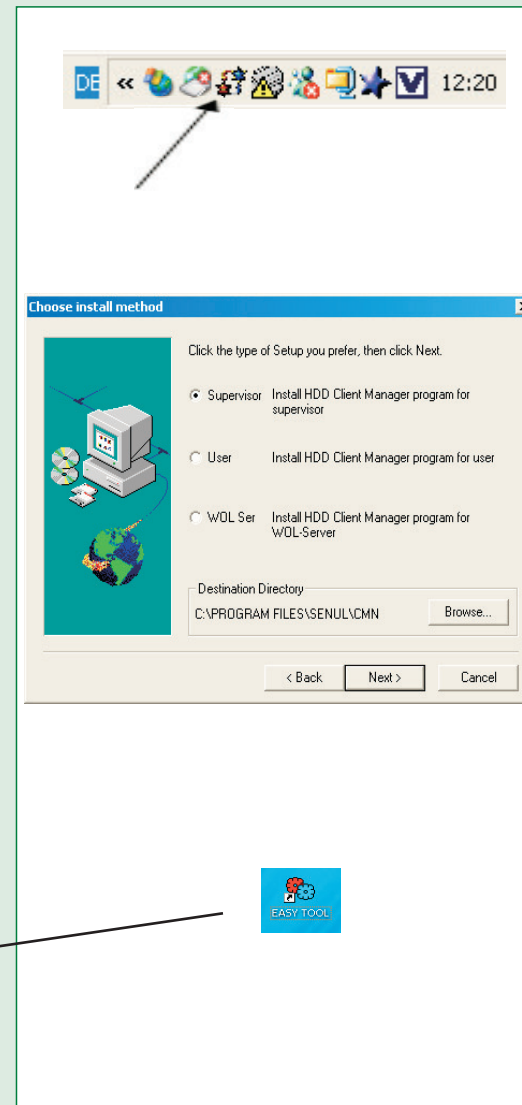 DE « 12:20
Choose install method
Click the type of Setup you prefer, then click Next.
Supervisor Install HDD Client Manager program for
supervisor
User Install HDD Client Manager program for user
WOL Ser Install HDD Client Manager program for
WOL-Server
Destination Directory
C:\PROGRAM FILES\SENUL\CMN Browse...
< Back Next > Cancel
EASY TOOL